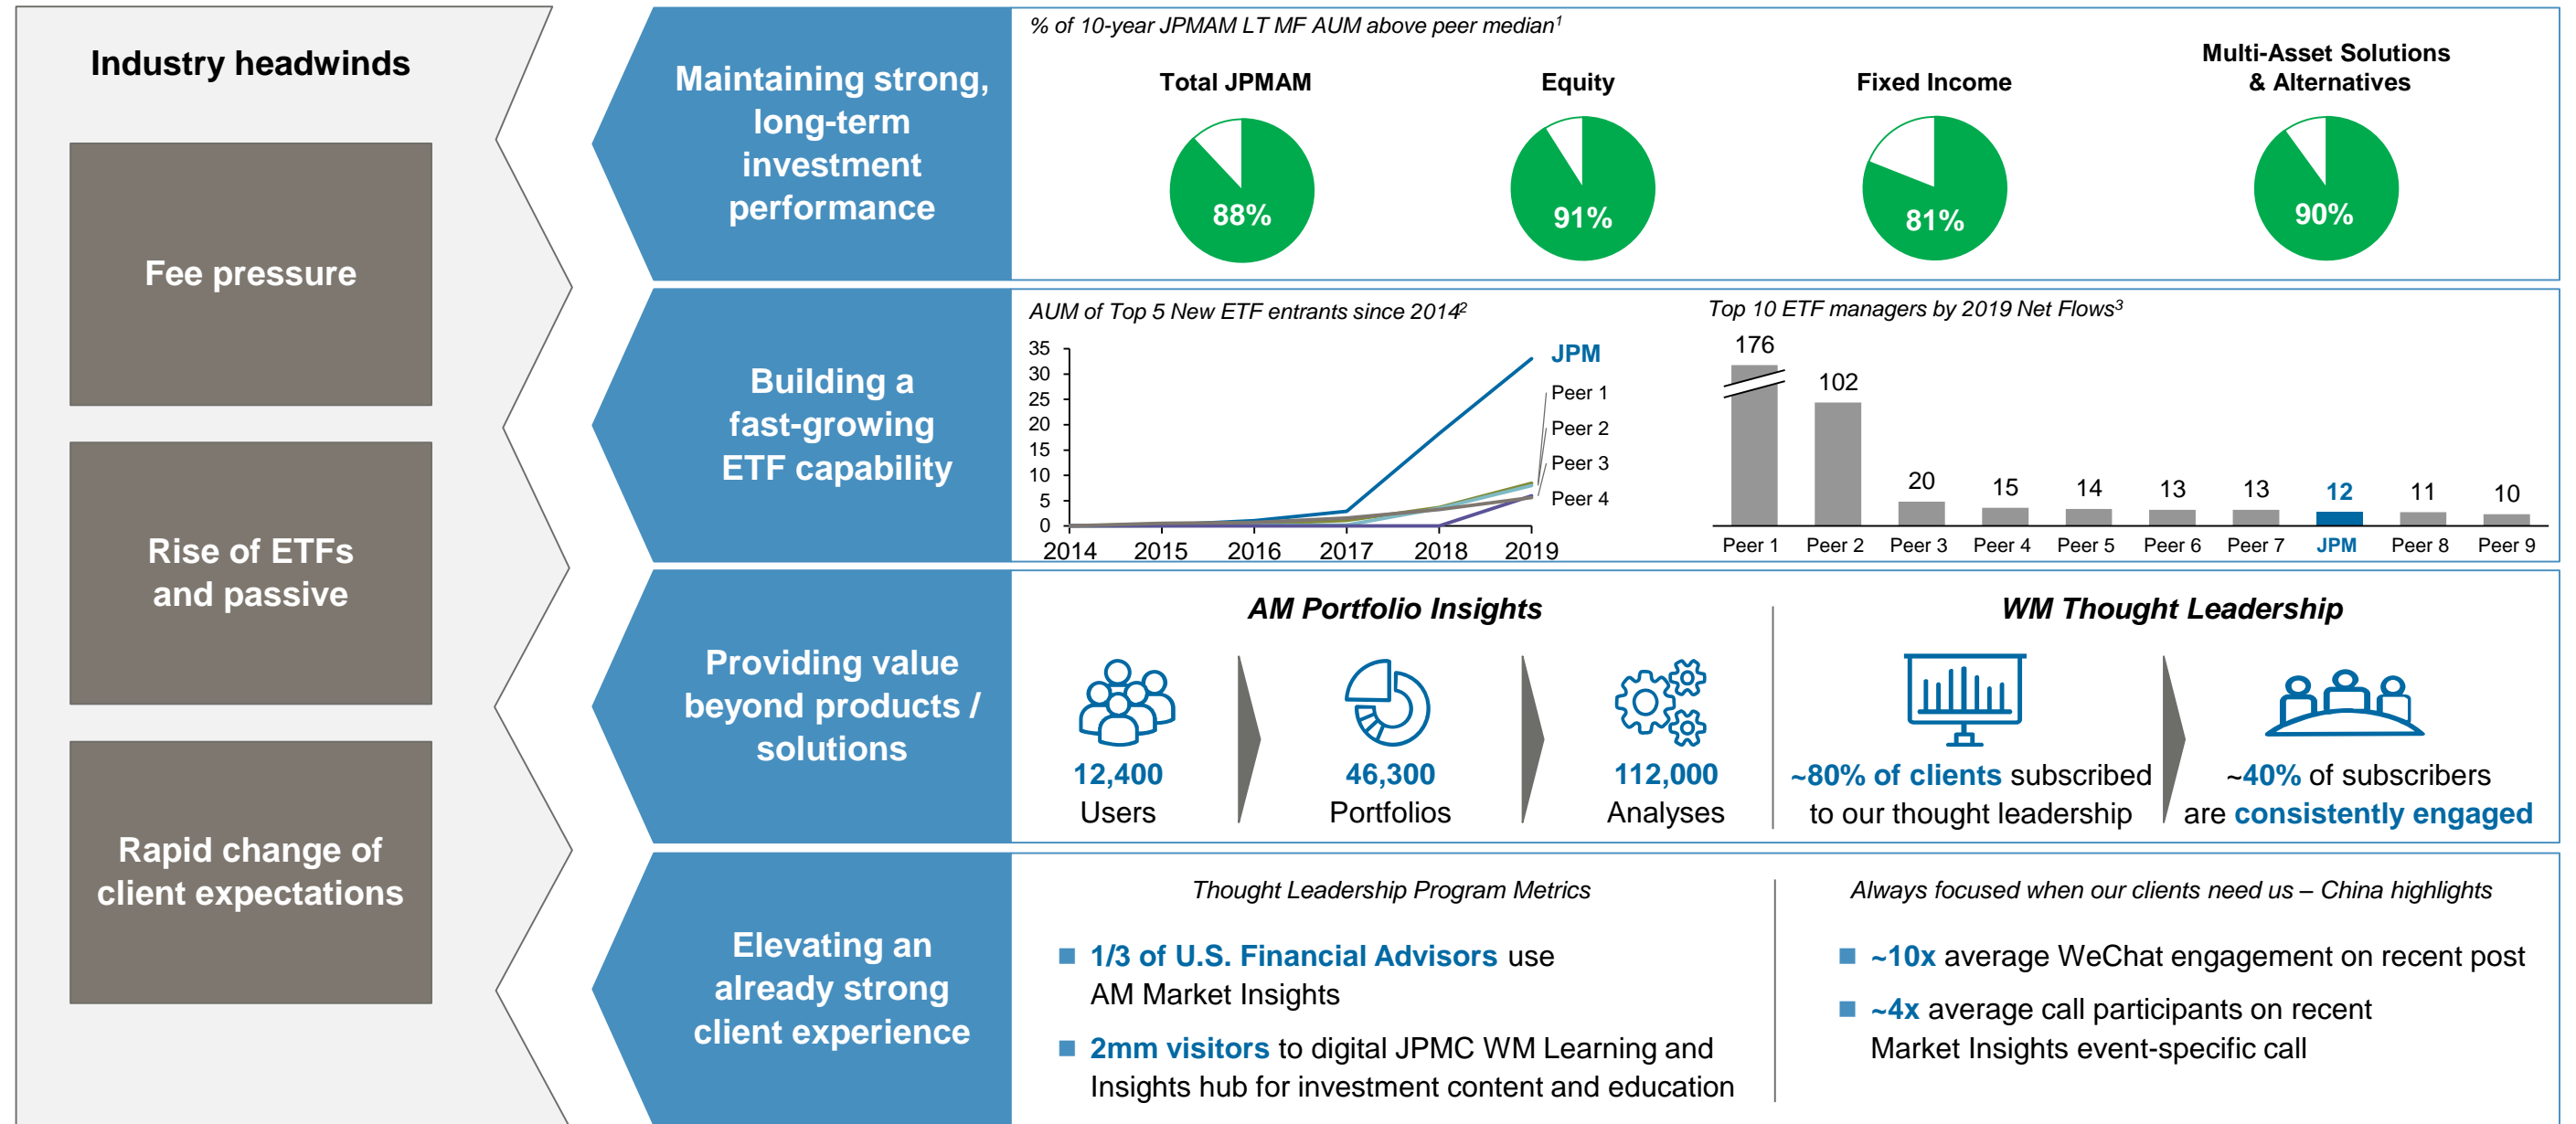 Industry headwinds
Fee pressure
Rise of ETFs
and passive
Rapid change of
client expectations
Maintaining strong,
long-term
investment
performance
% of 10-year JPMAM LT MF AUM above peer median¹
Total JPMAM
Equity
Fixed Income
Multi-Asset Solutions
& Alternatives
88%
91%
81%
90%
Building a
fast-growing
ETF capability
AUM of Top 5 New ETF entrants since 2014²
35
30
25
20
15
10
5
0
2014 2015 2016 2017 2018 2019
JPM
Peer 1
Peer 2
Peer 3
Peer 4
Top 10 ETF managers by 2019 Net Flows³
176 102 20 15 14 13 13 12 11 10
Peer 1 Peer 2 Peer 3 Peer 4 Peer 5 Peer 6 Peer 7 JPM Peer 8 Peer 9
Providing value
beyond products /
solutions
AM Portfolio Insights
12,400
Users
46,300
Portfolios
112,000
Analyses
WM Thought Leadership
~80% of clients subscribed
to our thought leadership
~40% of subscribers
are consistently engaged
Elevating an
already strong
client experience
Thought Leadership Program Metrics
1/3 of U.S. Financial Advisors use
AM Market Insights
2mm visitors to digital JPMC WM Learning and
Insights hub for investment content and education
Always focused when our clients need us – China highlights
~10x average WeChat engagement on recent post
~4x average call participants on recent
Market Insights event-specific call